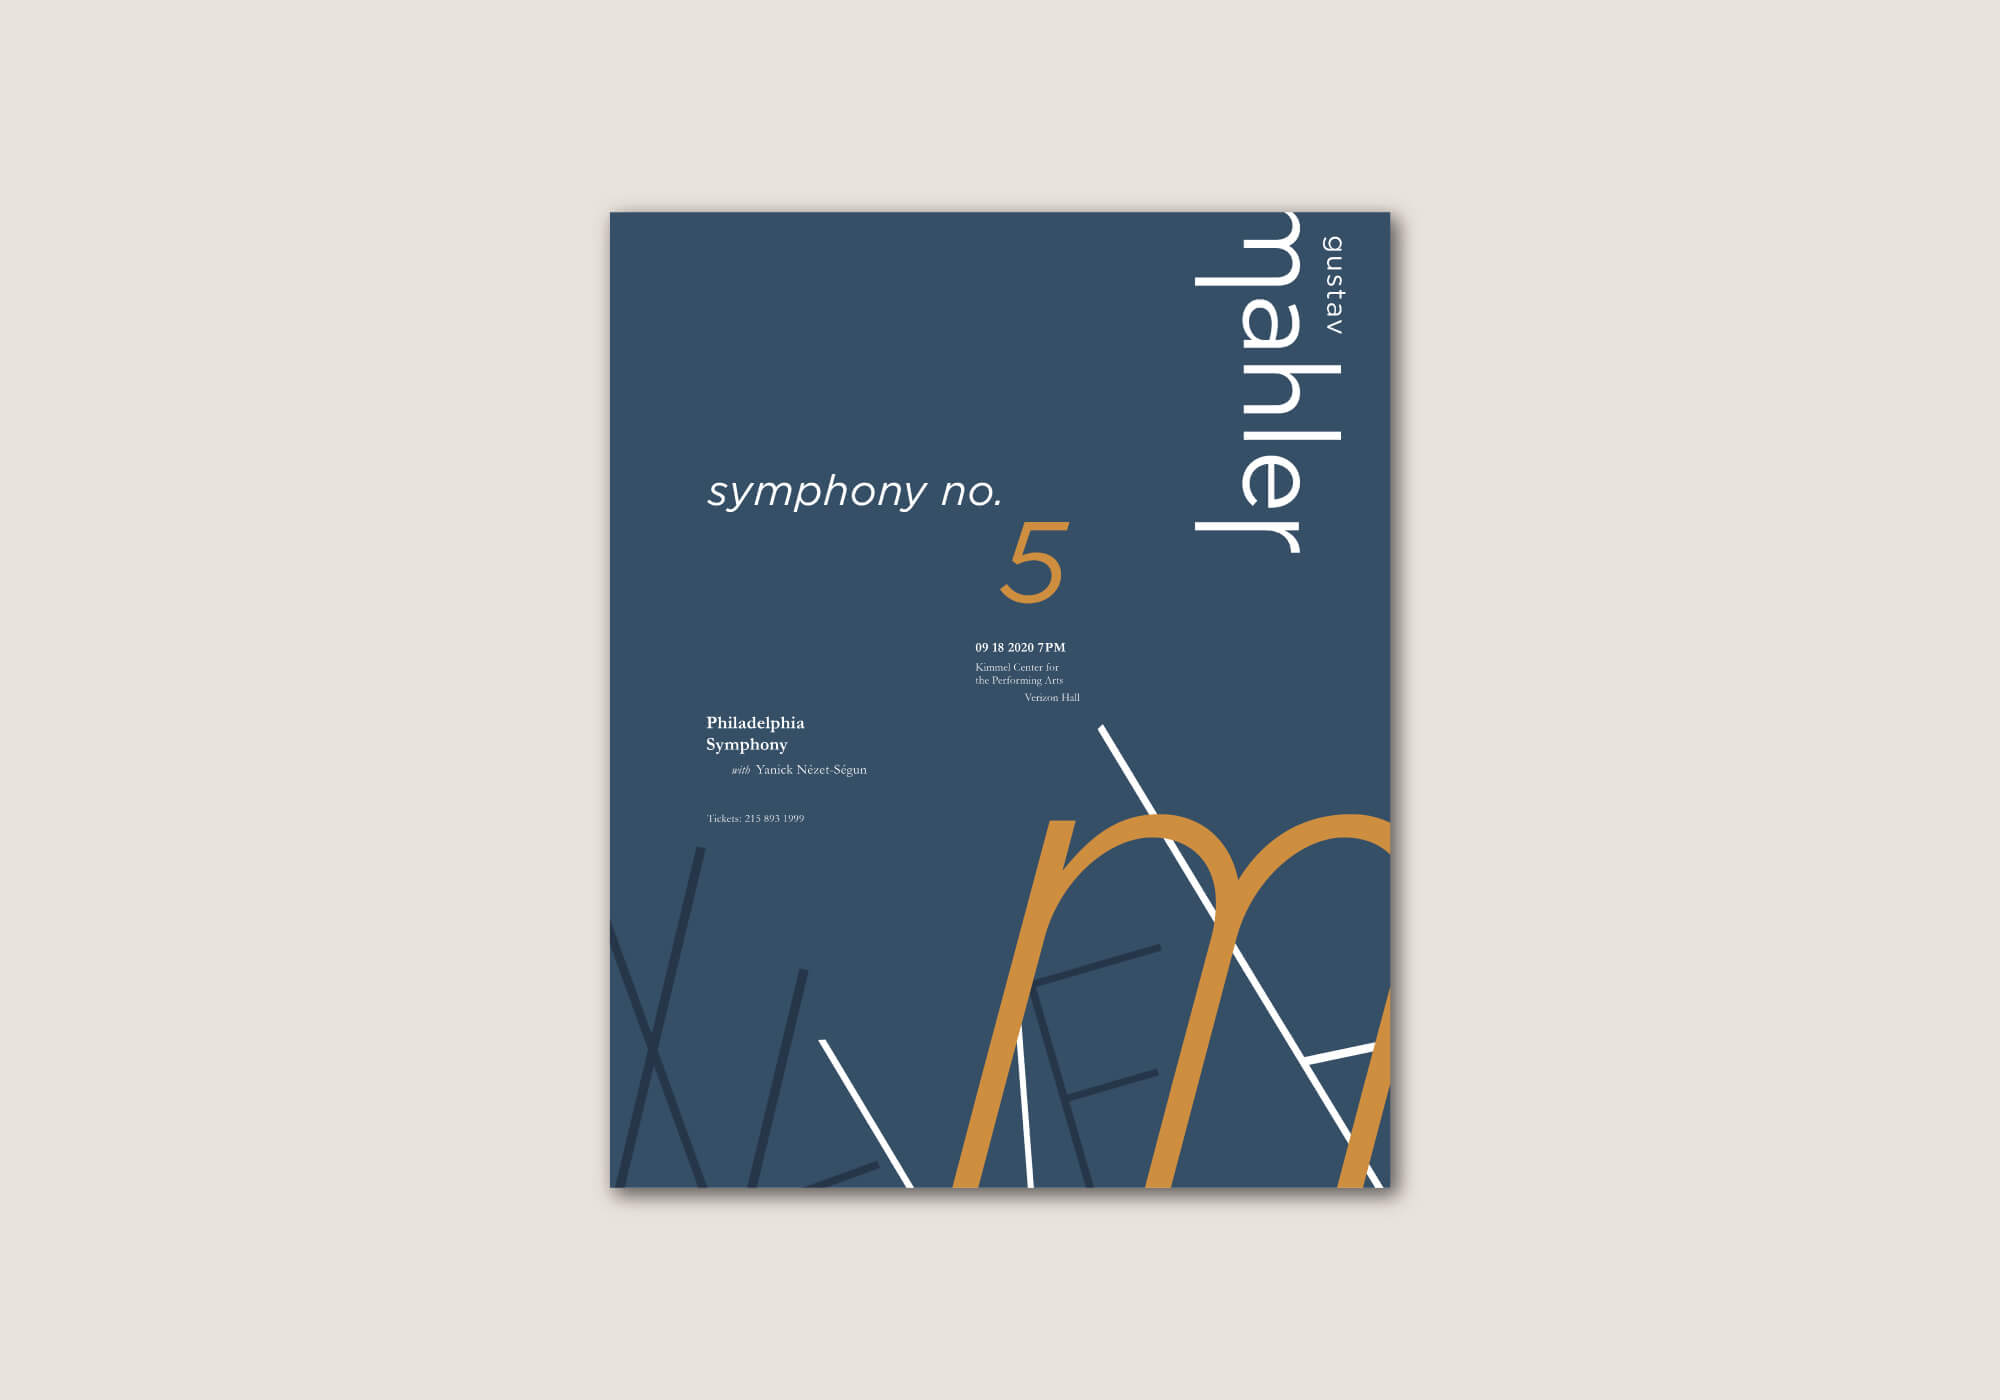 gustav
mahler
symphony no.
5
09 18 2020 7PM
Kimmel Center for
the Performing Arts
Verizon Hall
Philadelphia
Symphony
with Yanick Nézet-Ségun
Tickets: 215 893 1999
m
E